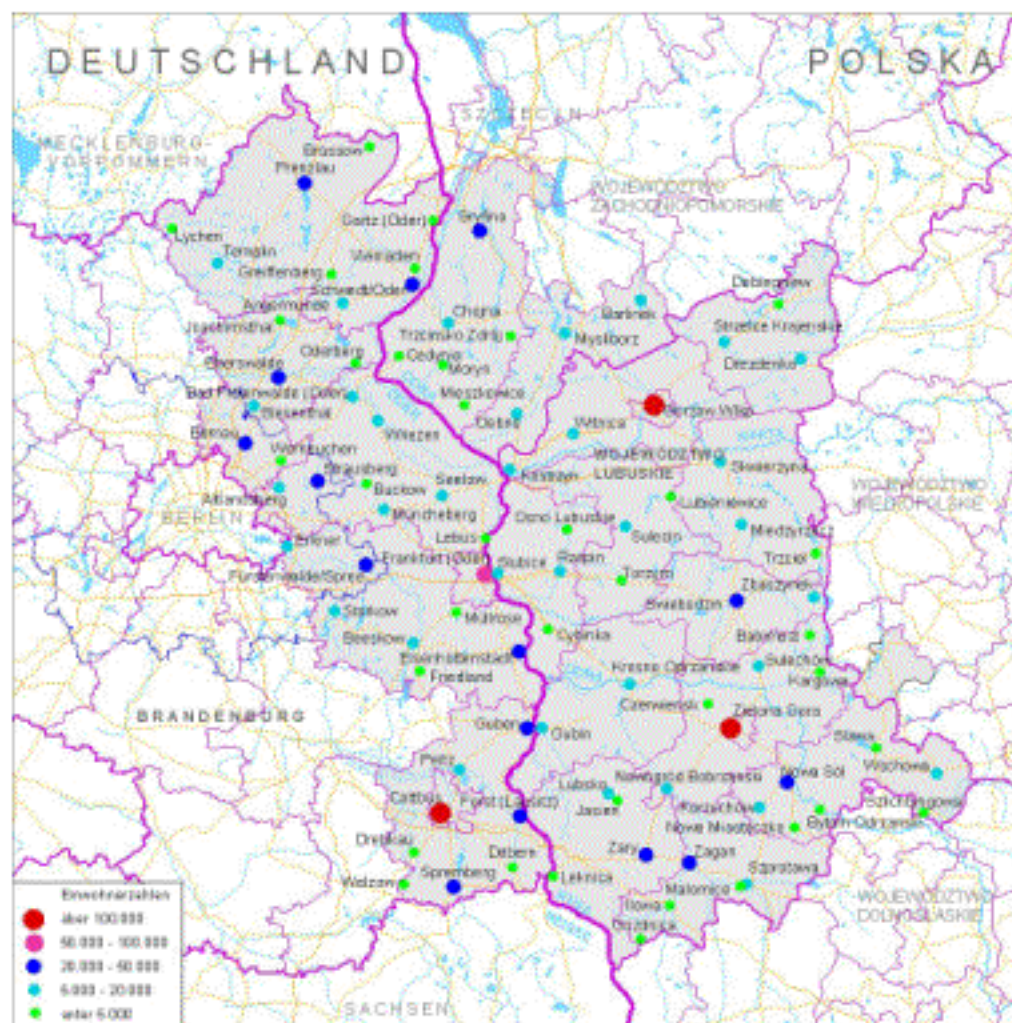 DEUTSCHLAND
POLSKA
SZCZECIN
MECKLENBURG-
VORPOMMERN
Brüssow
Prenzlau
WOJEWÓDZTWO
ZACHODNIOPOMORSKIE
Gartz (Oder)
Gryfino
Lychen
Templin
Vierraden
Greiffenberg
Schwedt/Oder
Angermünde
Joachimsthal
Chojna
Barlinek
Trzcińsko Zdrój
Myślibórz
Strzelce Krajeńskie
Oderberg
Cedynia
Moryń
Drezdenko
Eberswalde
Mieszkowice
Bad Freienwalde (Oder)
Biesenthal
Wriezen
Dębno
Gorzów Wlkp
Witnica
Bernau
Werneuchen
Strausberg
WOJEWÓDZTWO
LUBUSKIE
Kostrzyn
Skwierzyna
Buckow
Seelow
Altlandsberg
Müncheberg
BERLIN
Lubniewice
WOJEWÓDZTWO
WIELKOPOLSKIE
Ośno Lubuskie
Sulęcin
Międzyrzecz
Lebus
Erkner
Frankfurt (Oder)
Słubice
Rzepin
Torzym
Trzciel
Fürstenwalde/Spree
Zbąszynek
Świebodzin
Storkow
Müllrose
Cybinka
Babimost
Beeskow
Eisenhüttenstadt
Friedland
Krosno Odrzańskie
Sulechów
Kargowa
Czerwieńsk
Zielona Góra
BRANDENBURG
Guben
Gubin
Sława
Wschowa
Peitz
Lubsko
Nowogród Bobrzański
Nowa Sól
Cottbus
Forst (Lausitz)
Jasień
Kożuchów
Szlichtyngowa
Nowe Miasteczko
Bytom Odrzański
Drebkau
Döbern
Żary
Żagań
Szprotawa
Welzow
Spremberg
Łęknica
Małomice
Iłowa
Gozdnica
WOJEWÓDZTWO
DOLNOŚLĄSKIE
SACHSEN
Einwohnerzahlen
über 100.000
50.000 - 100.000
20.000 - 50.000
5.000 - 20.000
unter 5.000